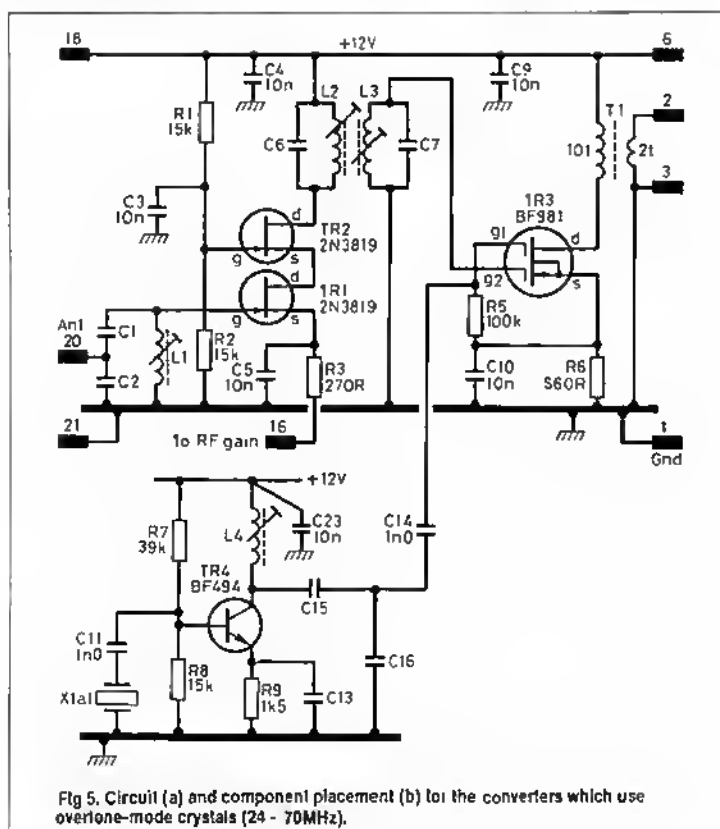 18
+12V
6
C4
10n
C9
10n
L2
L3
R1
15k
T1
2
C6
C7
10t
2t
3
C3
10n
d
TR2
2N3819
g
s
d
1R1
2N3819
g
s
1R3
BF981
g1
d
g2
s
R5
100k
An1
20
C1
L1
C2
R2
15k
C5
10n
R3
270R
C10
10n
R6
S60R
21
16
1o RF gain
1
Gnd
+12V
R7
39k
L4
C23
10n
C14
1n0
TR4
BF494
C15
C11
1n0
C16
X1a1
R8
15k
R9
1k5
C13
Fig 5. Circuit (a) and component placement (b) for the converters which use
overtone-mode crystals (24 - 70MHz).